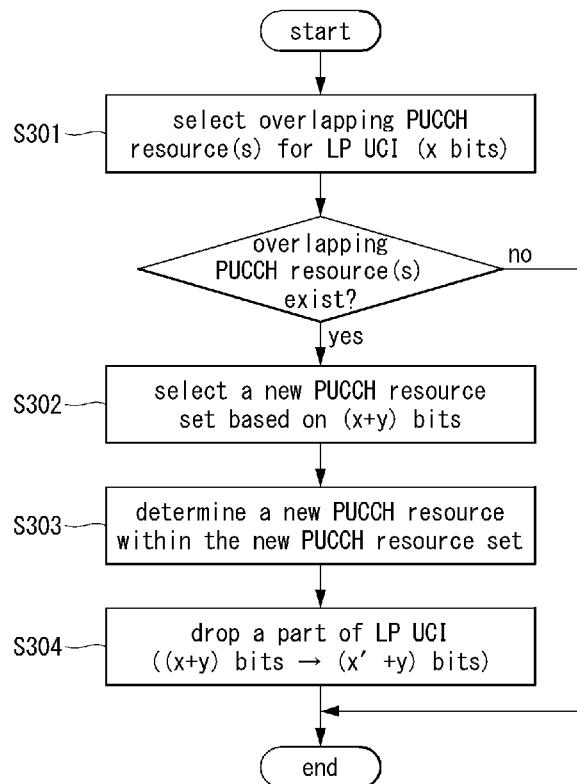 start
S301
select overlapping PUCCH
resource(s) for LP UCI (x bits)
overlapping
PUCCH resource(s)
exist?
no
yes
S302
select a new PUCCH resource
set based on (x+y) bits
S303
determine a new PUCCH resource
within the new PUCCH resource set
S304
drop a part of LP UCI
((x+y) bits → (x′ +y) bits)
end